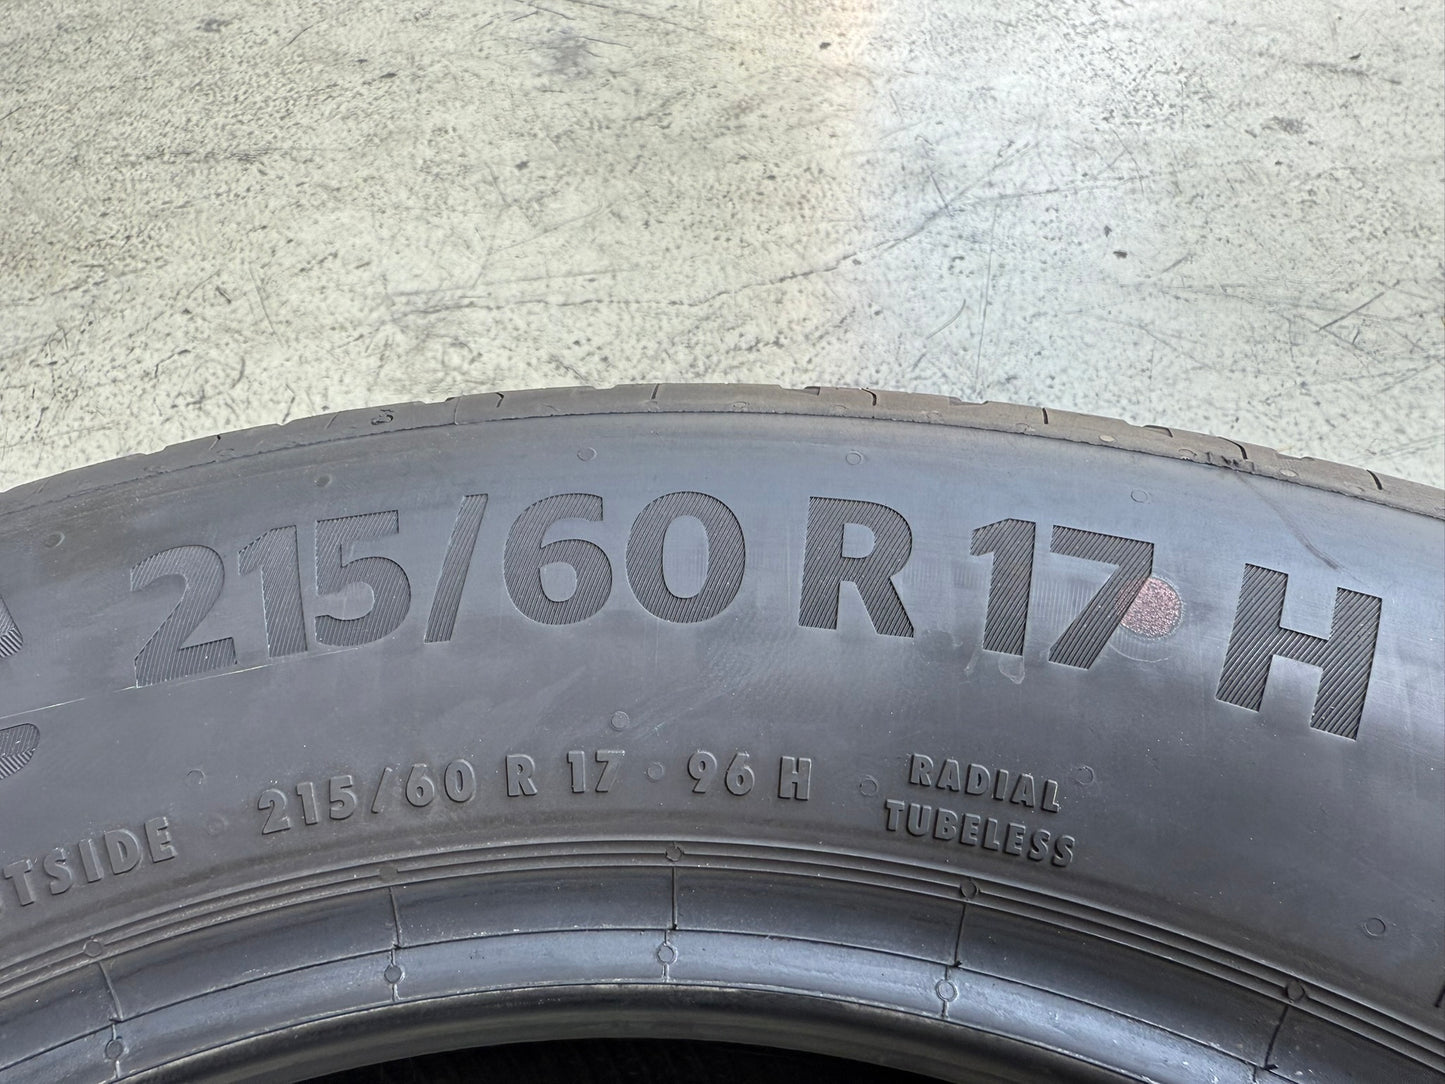 215/60 R 17 H
TSIDE 215/60 R 17 · 96 H
RADIAL
TUBELESS